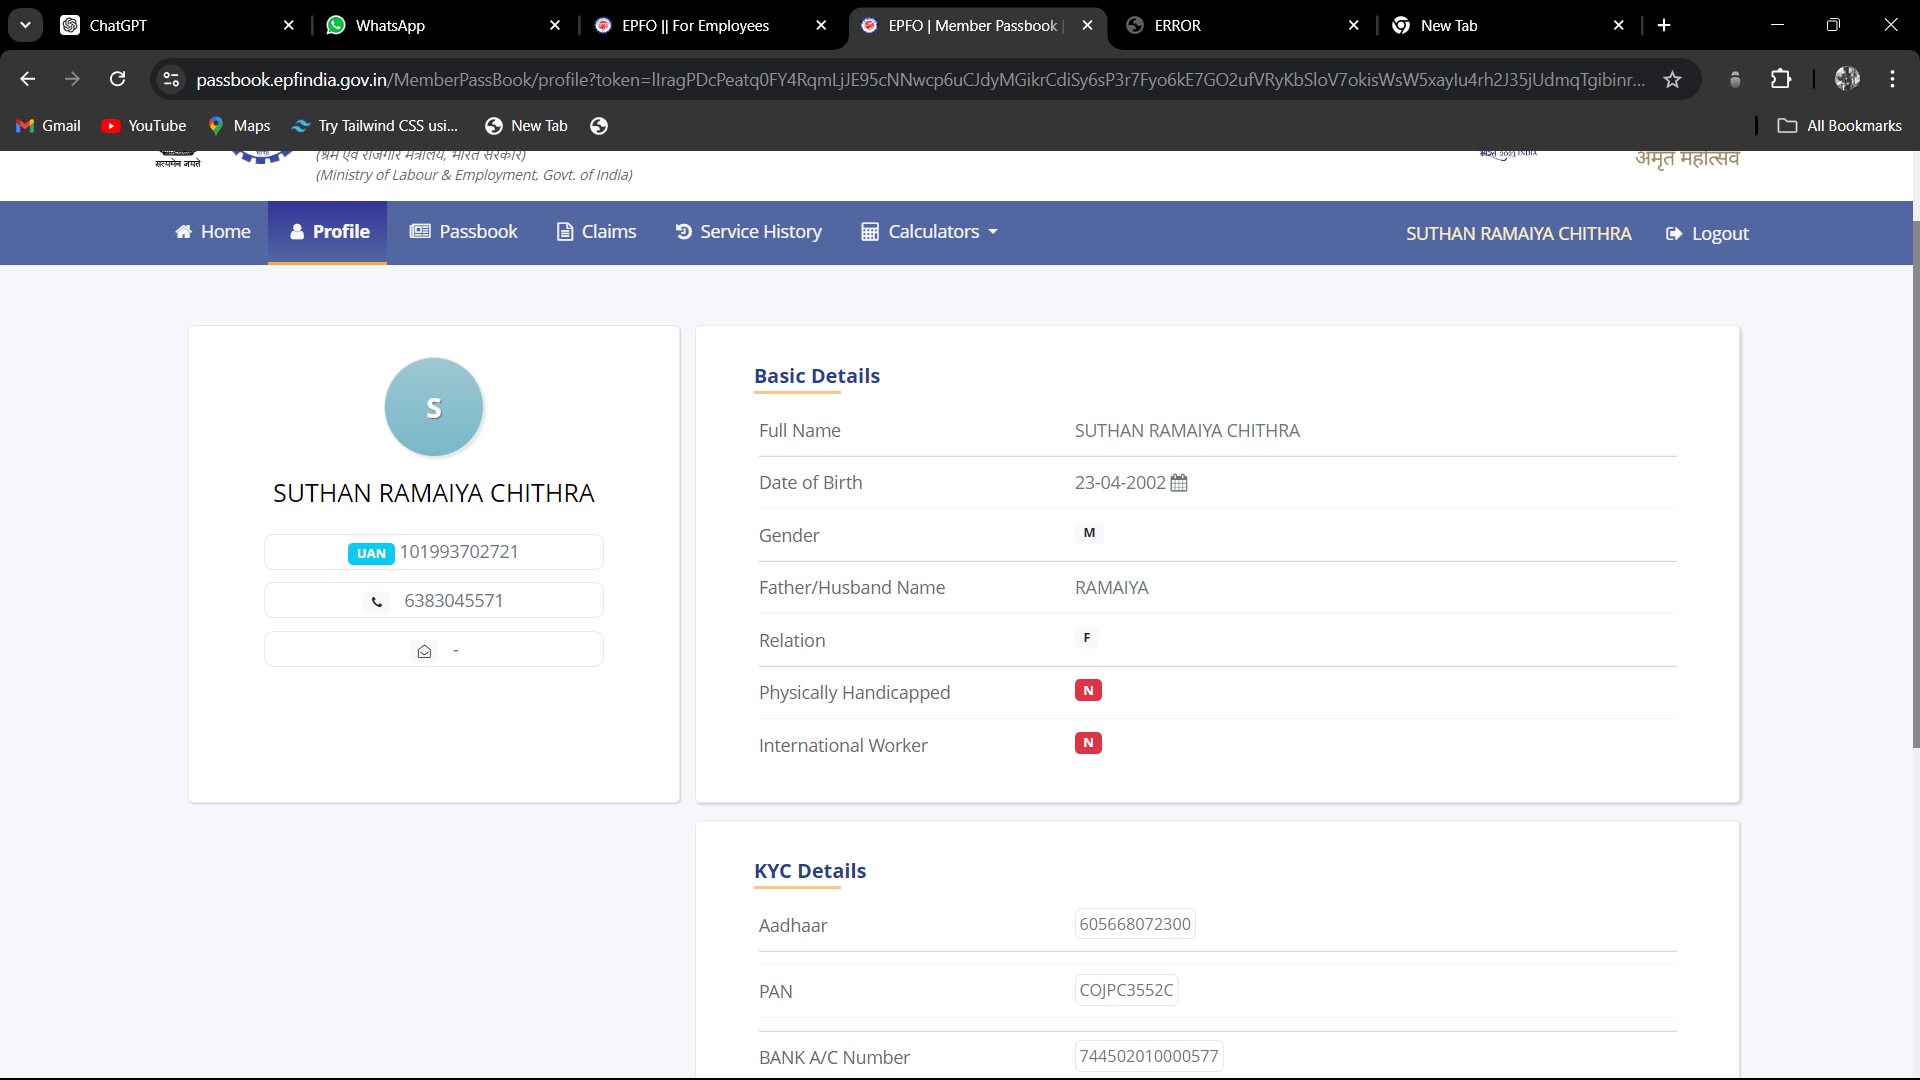 ChatGPT
WhatsApp
EPFO || For Employees
EPFO | Member Passbook |
ERROR
New Tab
passbook.epfindia.gov.in/MemberPassBook/profile?token=
Gmail
YouTube
Maps
Try Tailwind CSS usi...
New Tab
All Bookmarks
सत्यमेव जयते
(श्रम एवं रोजगार मंत्रालय, भारत सरकार)
(Ministry of Labour & Employment, Govt. of India)
2023 INDIA
अमृत महोत्सव
Home
Profile
Passbook
Claims
Service History
Calculators
SUTHAN RAMAIYA CHITHRA
Logout
S
SUTHAN RAMAIYA CHITHRA
UAN 101993702721
6383045571
-
Basic Details
Full Name SUTHAN RAMAIYA CHITHRA
Date of Birth 23-04-2002
Gender M
Father/Husband Name RAMAIYA
Relation F
Physically Handicapped N
International Worker N
KYC Details
Aadhaar 605668072300
PAN COJPC3552C
BANK A/C Number 744502010000577